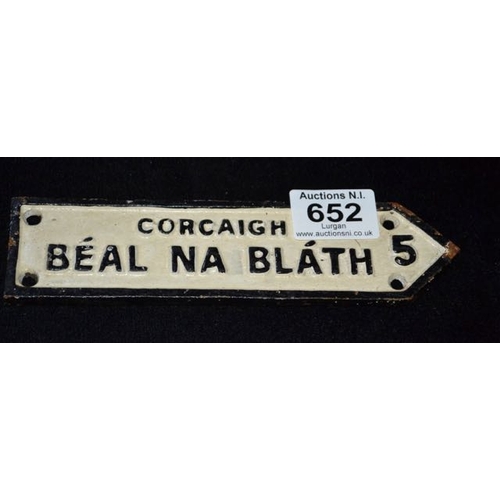 Auctions N.I.
652
Lurgan
www.auctionsni.co.uk
CORCAIGH
BÉAL NA BLÁTH 5